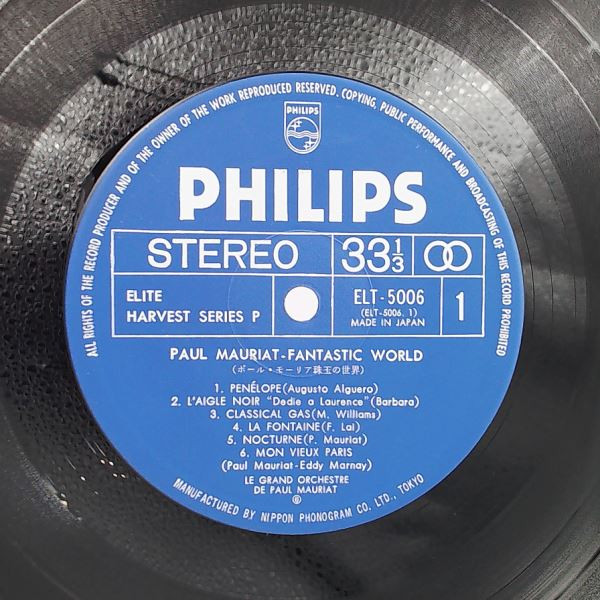 ALL RIGHTS OF THE RECORD PRODUCER AND OF THE OWNER OF THE WORK REPRODUCED RESERVED. COPYING, PUBLIC PERFORMANCE AND BROADCASTING OF THIS RECORD PROHIBITED
PHILIPS
PHILIPS
STEREO 33 1/3
ELITE
HARVEST SERIES P
ELT-5006
(ELT-5006. 1)
MADE IN JAPAN
1
PAUL MAURIAT-FANTASTIC WORLD
(ポール・モーリア珠玉の世界)
1. PENÉLOPE(Augusto Alguero)
2. L'AIGLE NOIR "Dedie a Laurence"(Barbara)
3. CLASSICAL GAS(M. Williams)
4. LA FONTAINE(F. Lai)
5. NOCTURNE(P. Mauriat)
6. MON VIEUX PARIS
(Paul Mauriat-Eddy Marnay)
LE GRAND ORCHESTRE
DE PAUL MAURIAT
Ⓟ
MANUFACTURED BY NIPPON PHONOGRAM CO. LTD., TOKYO